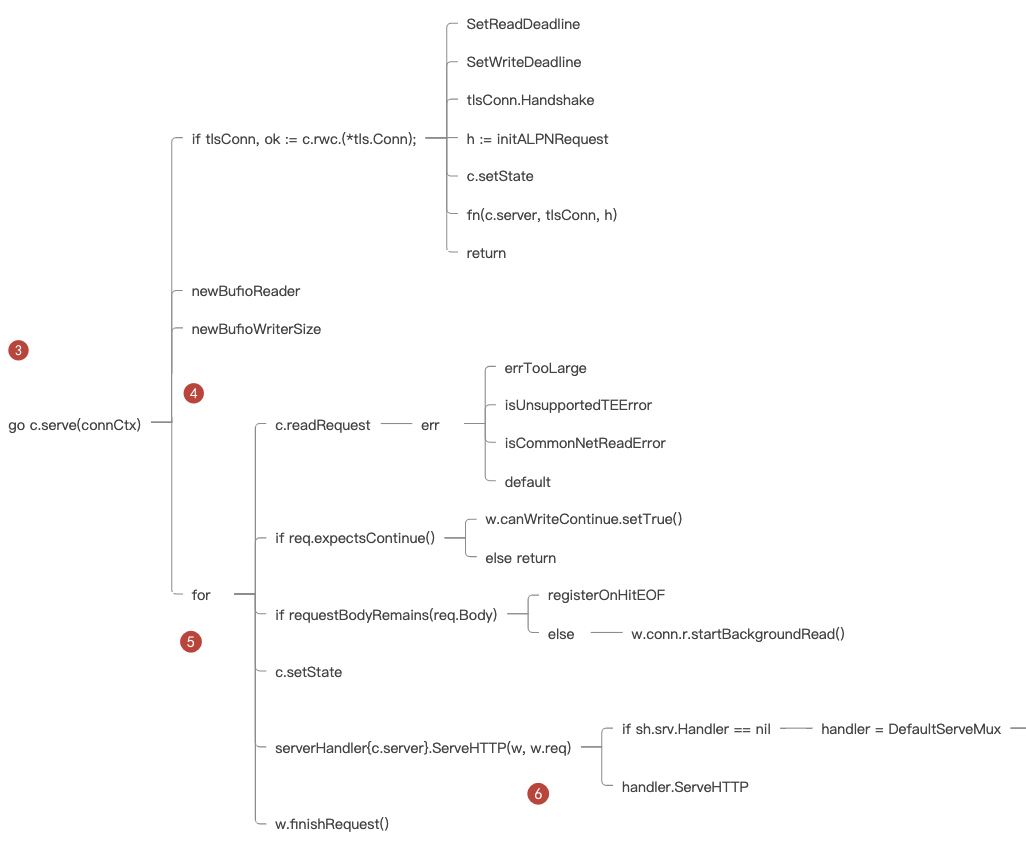 SetReadDeadline
SetWriteDeadline
tlsConn.Handshake
if tlsConn, ok := c.rwc.(*tls.Conn);
h := initALPNRequest
c.setState
fn(c.server, tlsConn, h)
return
newBufioReader
newBufioWriterSize
3
4
go c.serve(connCtx)
errTooLarge
isUnsupportedTEError
c.readRequest
err
isCommonNetReadError
default
w.canWriteContinue.setTrue()
if req.expectsContinue()
else return
for
5
registerOnHitEOF
if requestBodyRemains(req.Body)
else
w.conn.r.startBackgroundRead()
c.setState
if sh.srv.Handler == nil
handler = DefaultServeMux
serverHandler{c.server}.ServeHTTP(w, w.req)
6
handler.ServeHTTP
w.finishRequest()